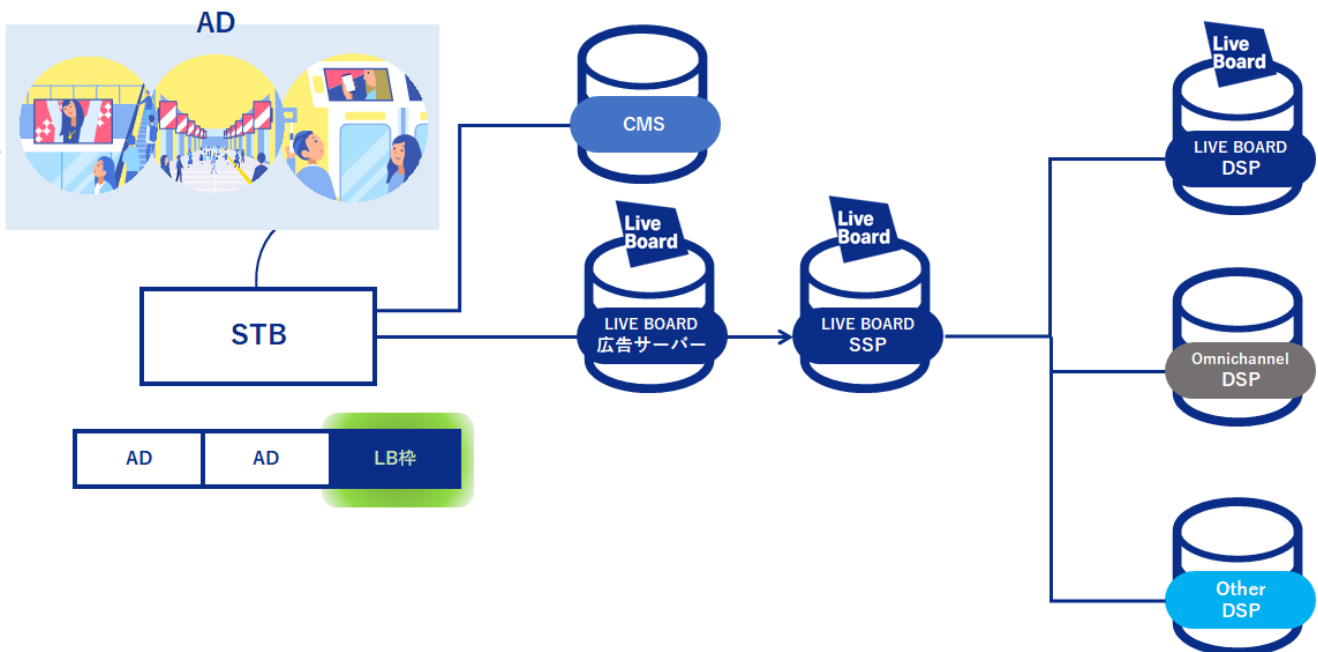 AD
CMS
Live
Board
LIVE BOARD
広告サーバー
Live
Board
LIVE BOARD
SSP
Live
Board
LIVE BOARD
DSP
Omnichannel
DSP
Other
DSP
STB
AD
AD
LB枠